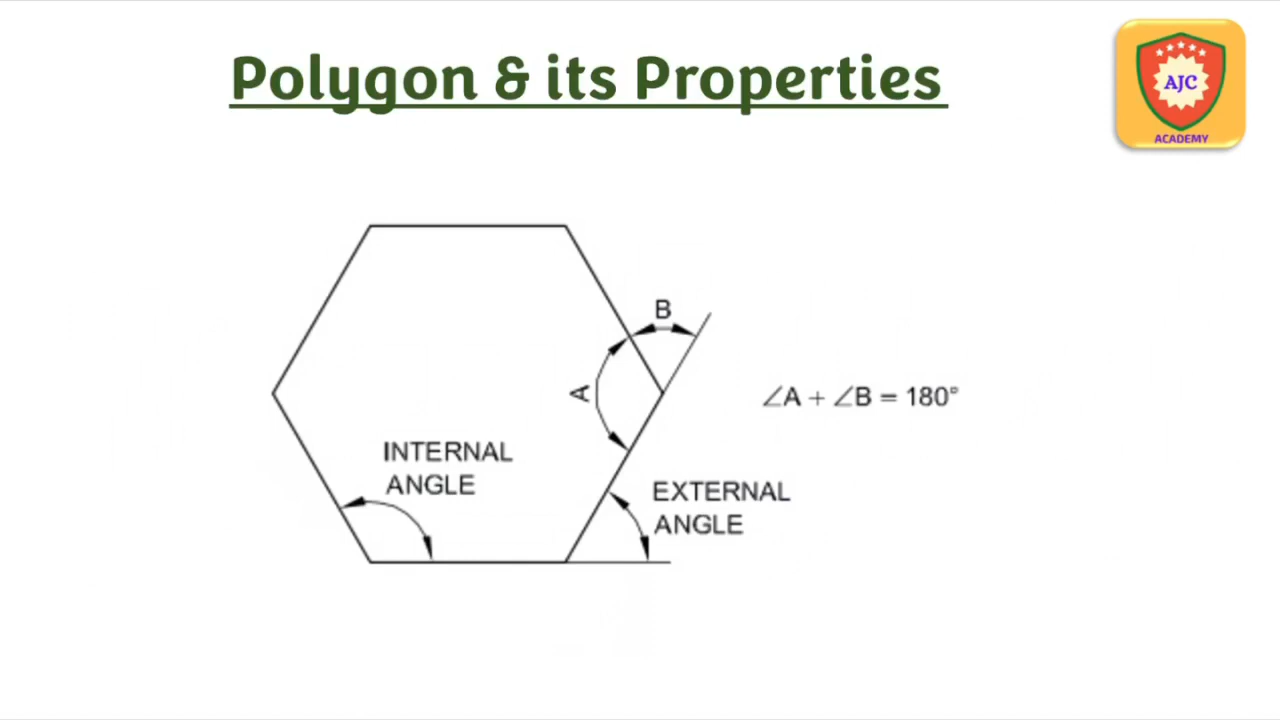 Polygon & its Properties
AJC
ACADEMY
B
A
∠A + ∠B = 180°
INTERNAL
ANGLE
EXTERNAL
ANGLE